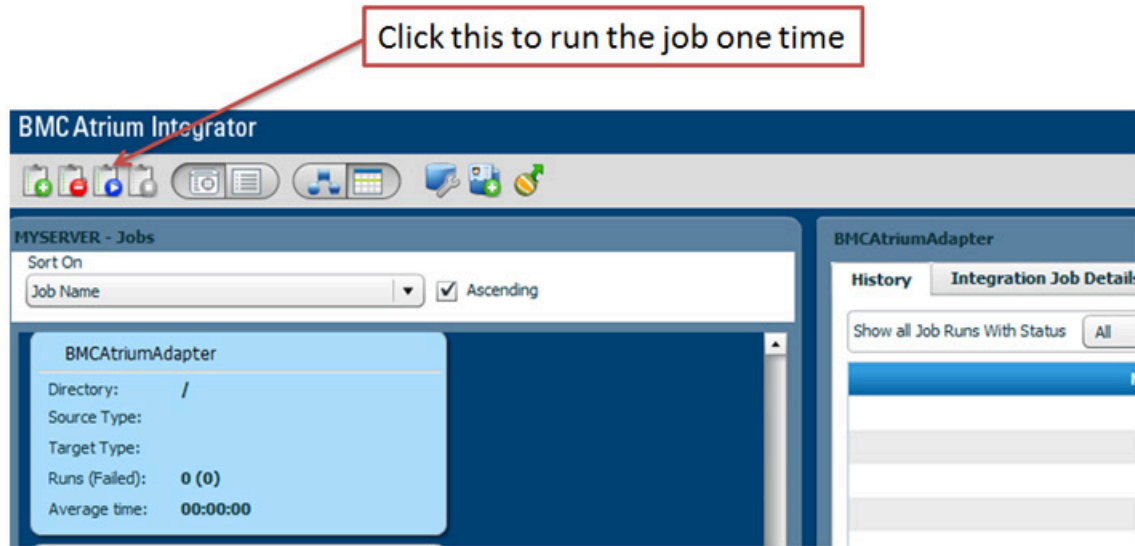 Click this to run the job one time
BMC Atrium Integrator
MYSERVER - Jobs
Sort On
Job Name
Ascending
BMCAtriumAdapter
Directory: /
Source Type:
Target Type:
Runs (Failed): 0 (0)
Average time: 00:00:00
BMCAtriumAdapter
History Integration Job Details
Show all Job Runs With Status All